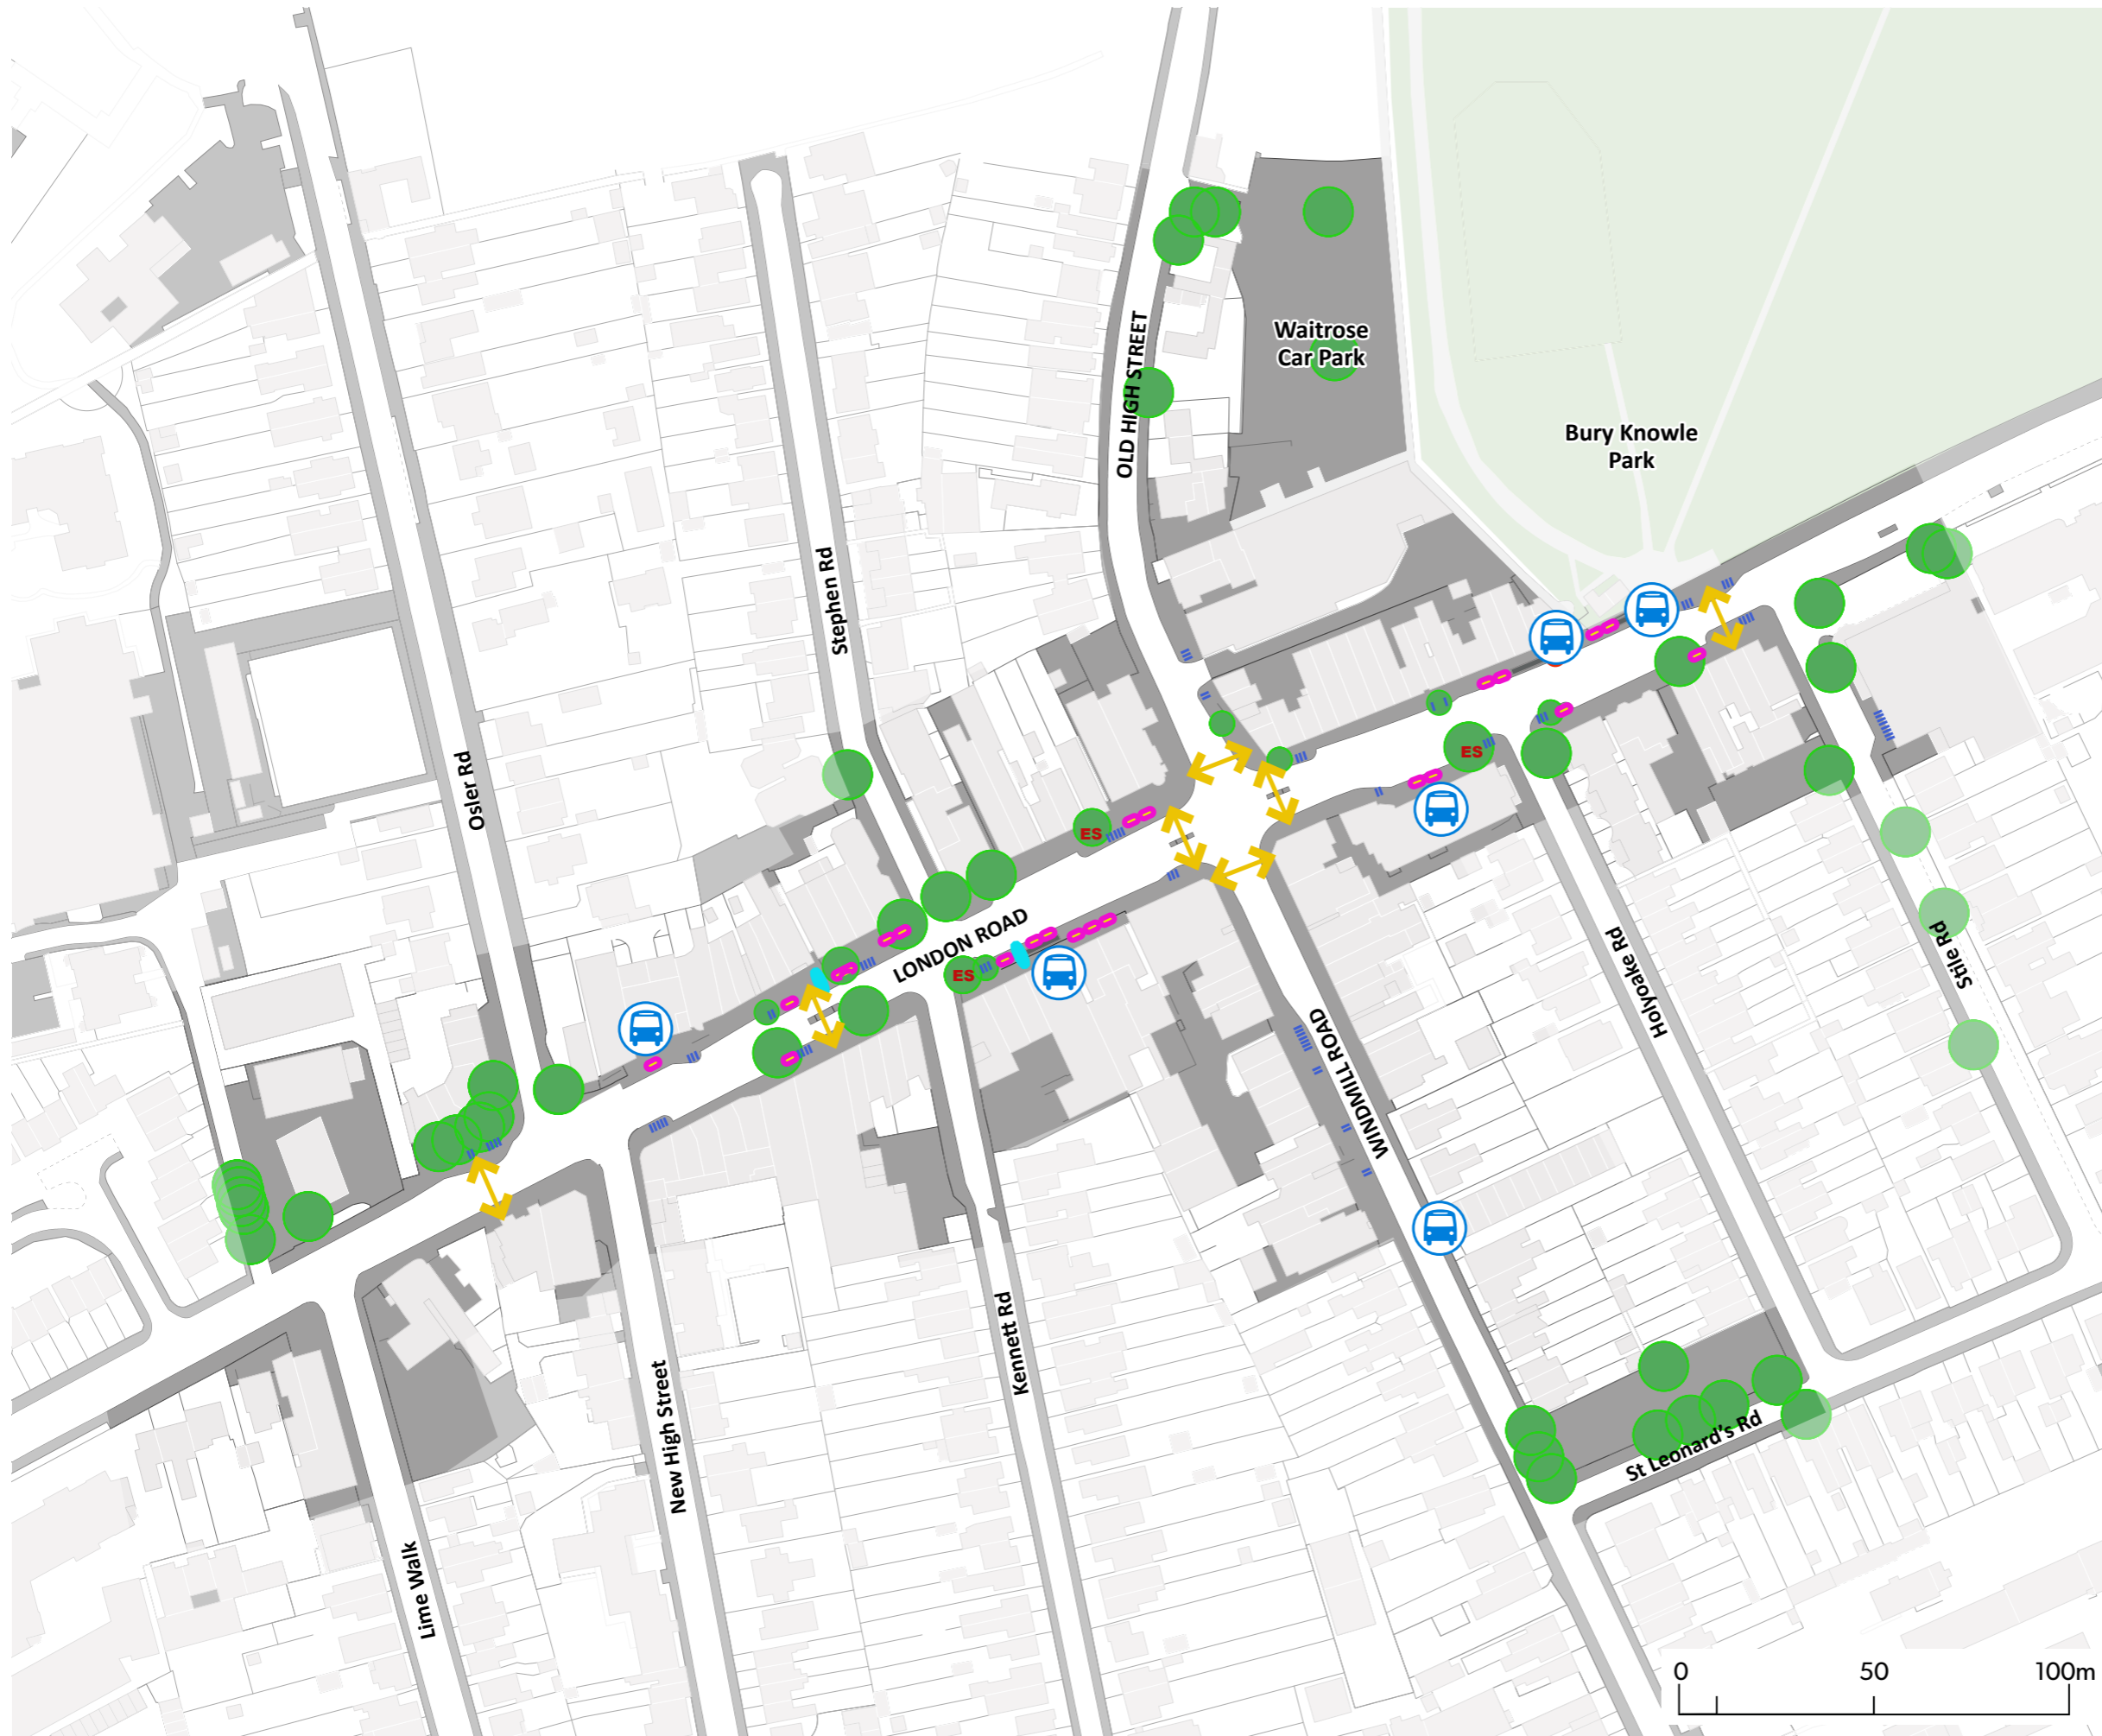 OLD HIGH STREET
Waitrose
Car Park
Bury Knowle
Park
Stephen Rd
Osler Rd
ES
ES
LONDON ROAD
ES
Holyoake Rd
Stile Rd
WINDMILL ROAD
Kennett Rd
New High Street
St Leonard's Rd
Lime Walk
0 50 100m